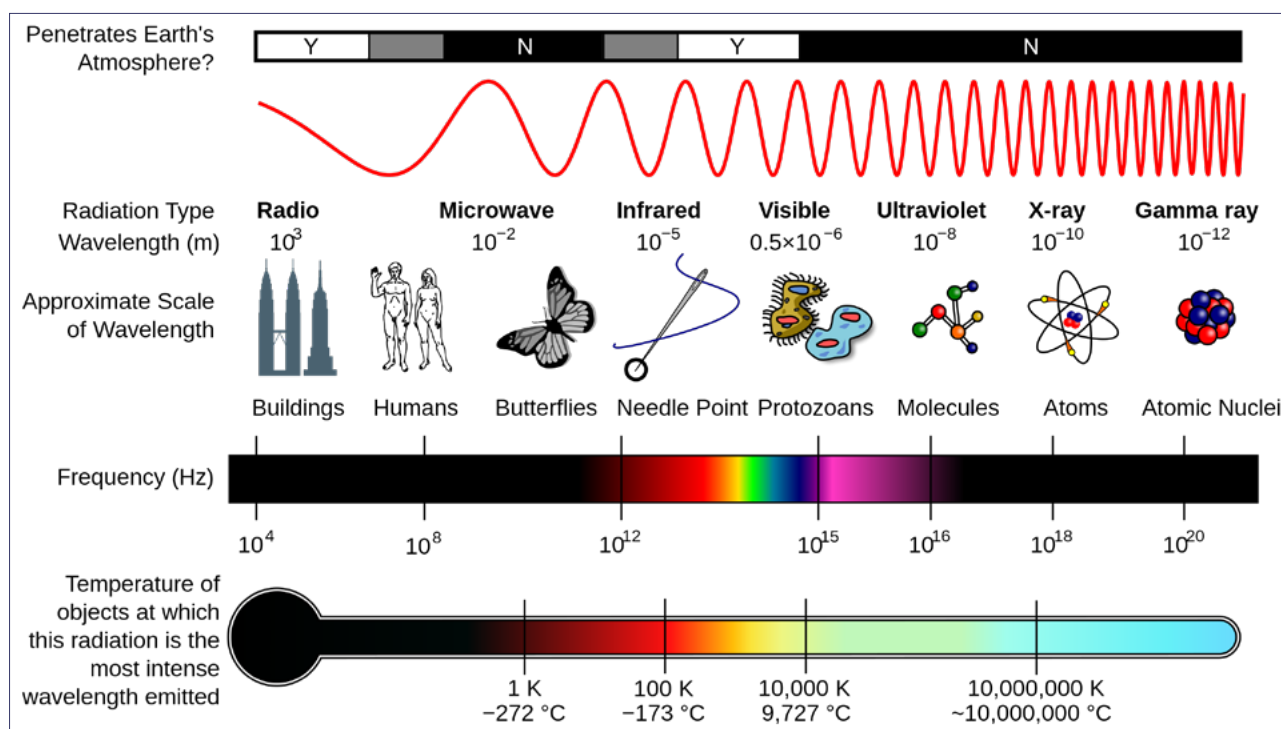 Penetrates Earth's
Atmosphere?
Y N Y N
Radiation Type
Radio Microwave Infrared Visible Ultraviolet X-ray Gamma ray
Wavelength (m)
10³ 10⁻² 10⁻⁵ 0.5×10⁻⁶ 10⁻⁸ 10⁻¹⁰ 10⁻¹²
Approximate Scale
of Wavelength
Buildings Humans Butterflies Needle Point Protozoans Molecules Atoms Atomic Nuclei
Frequency (Hz)
10⁴ 10⁸ 10¹² 10¹⁵ 10¹⁶ 10¹⁸ 10²⁰
Temperature of
objects at which
this radiation is the
most intense
wavelength emitted
1 K 100 K 10,000 K 10,000,000 K
−272 °C −173 °C 9,727 °C ~10,000,000 °C